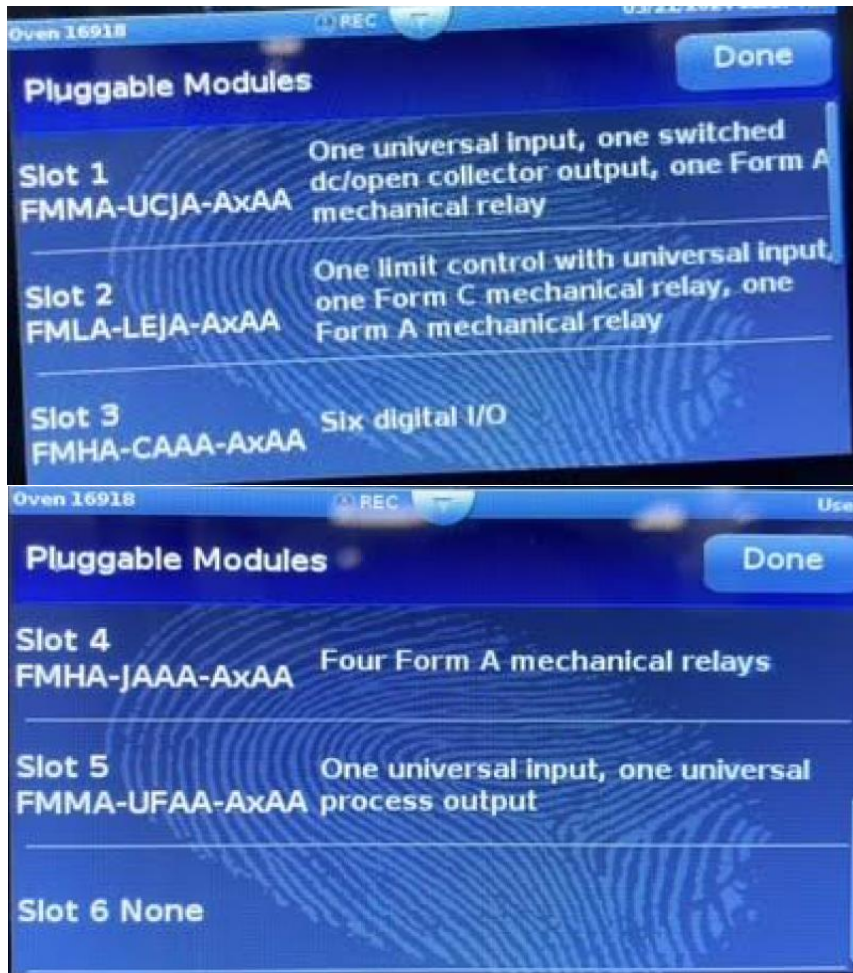 Oven 16918
REC
Pluggable Modules
Done
Slot 1
FMMA-UCJA-AxAA
One universal input, one switched
dc/open collector output, one Form A
mechanical relay
Slot 2
FMLA-LEJA-AxAA
One limit control with universal input,
one Form C mechanical relay, one
Form A mechanical relay
Slot 3
FMHA-CAAA-AxAA
Six digital I/O
Oven 16918
REC
Use
Pluggable Modules
Done
Slot 4
FMHA-JAAA-AxAA
Four Form A mechanical relays
Slot 5
FMMA-UFAA-AxAA
One universal input, one universal
process output
Slot 6 None